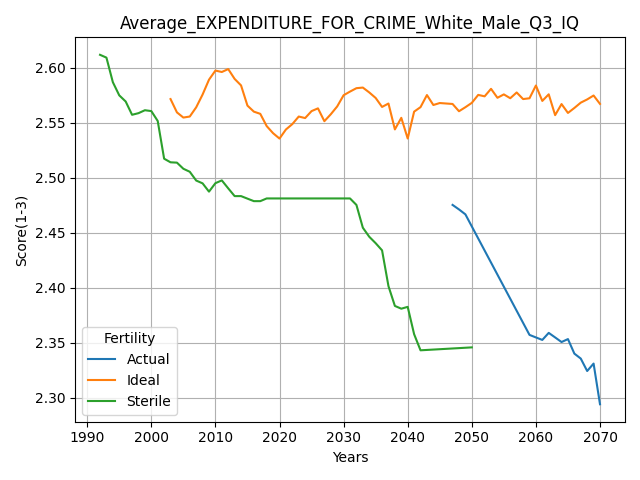 Average_EXPENDITURE_FOR_CRIME_White_Male_Q3_IQ
Score(1-3)
2.60
2.55
2.50
2.45
2.40
2.35
2.30
Fertility
Actual
Ideal
Sterile
1990 2000 2010 2020 2030 2040 2050 2060 2070
Years